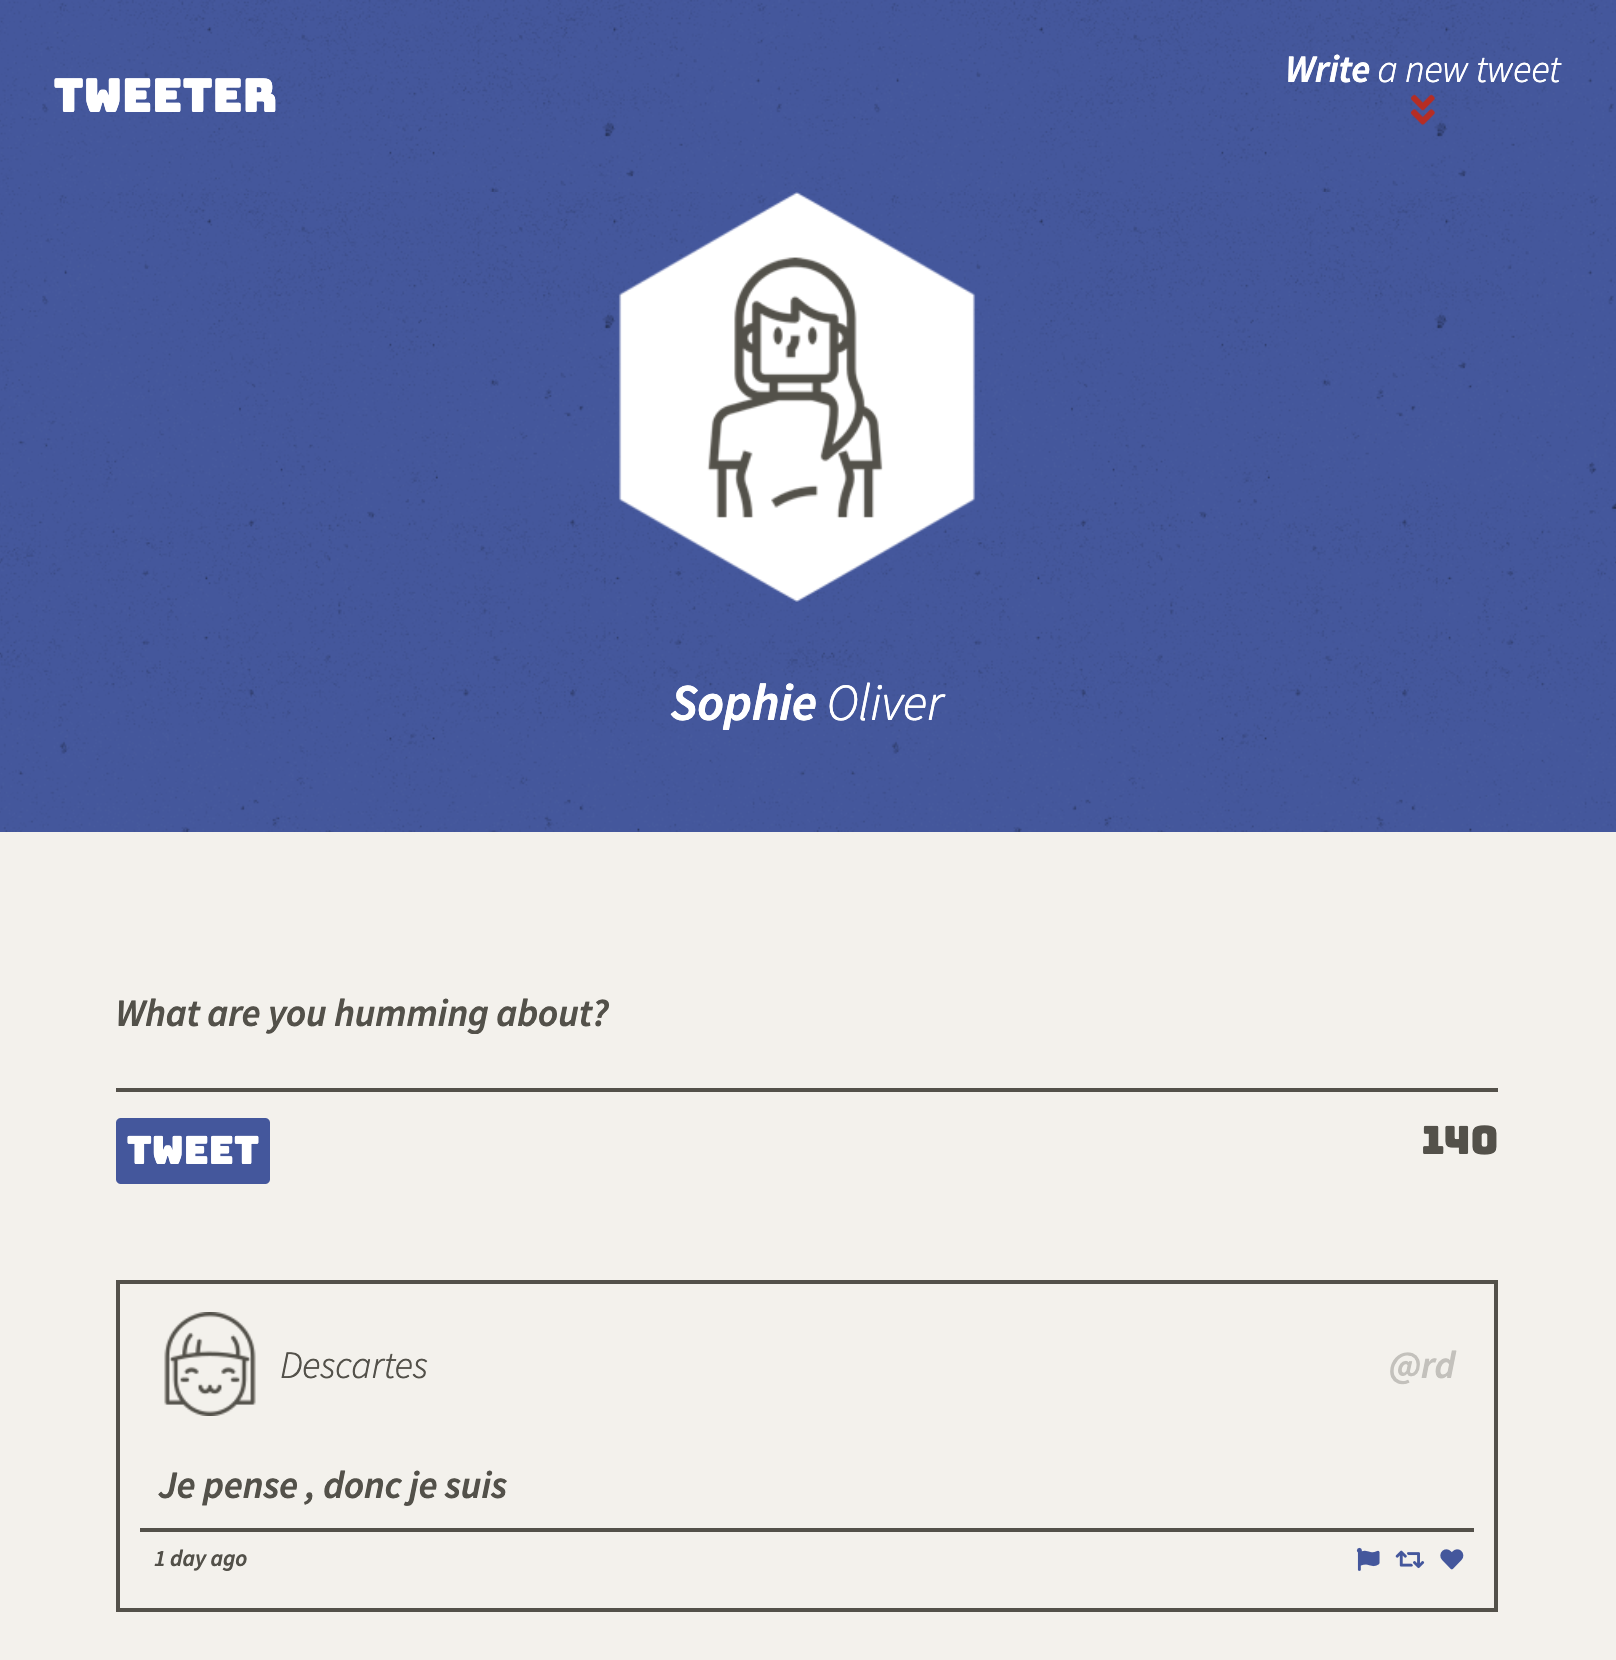 TWEETER
Write a new tweet
Sophie Oliver
What are you humming about?
TWEET
140
Descartes
@rd
Je pense , donc je suis
1 day ago